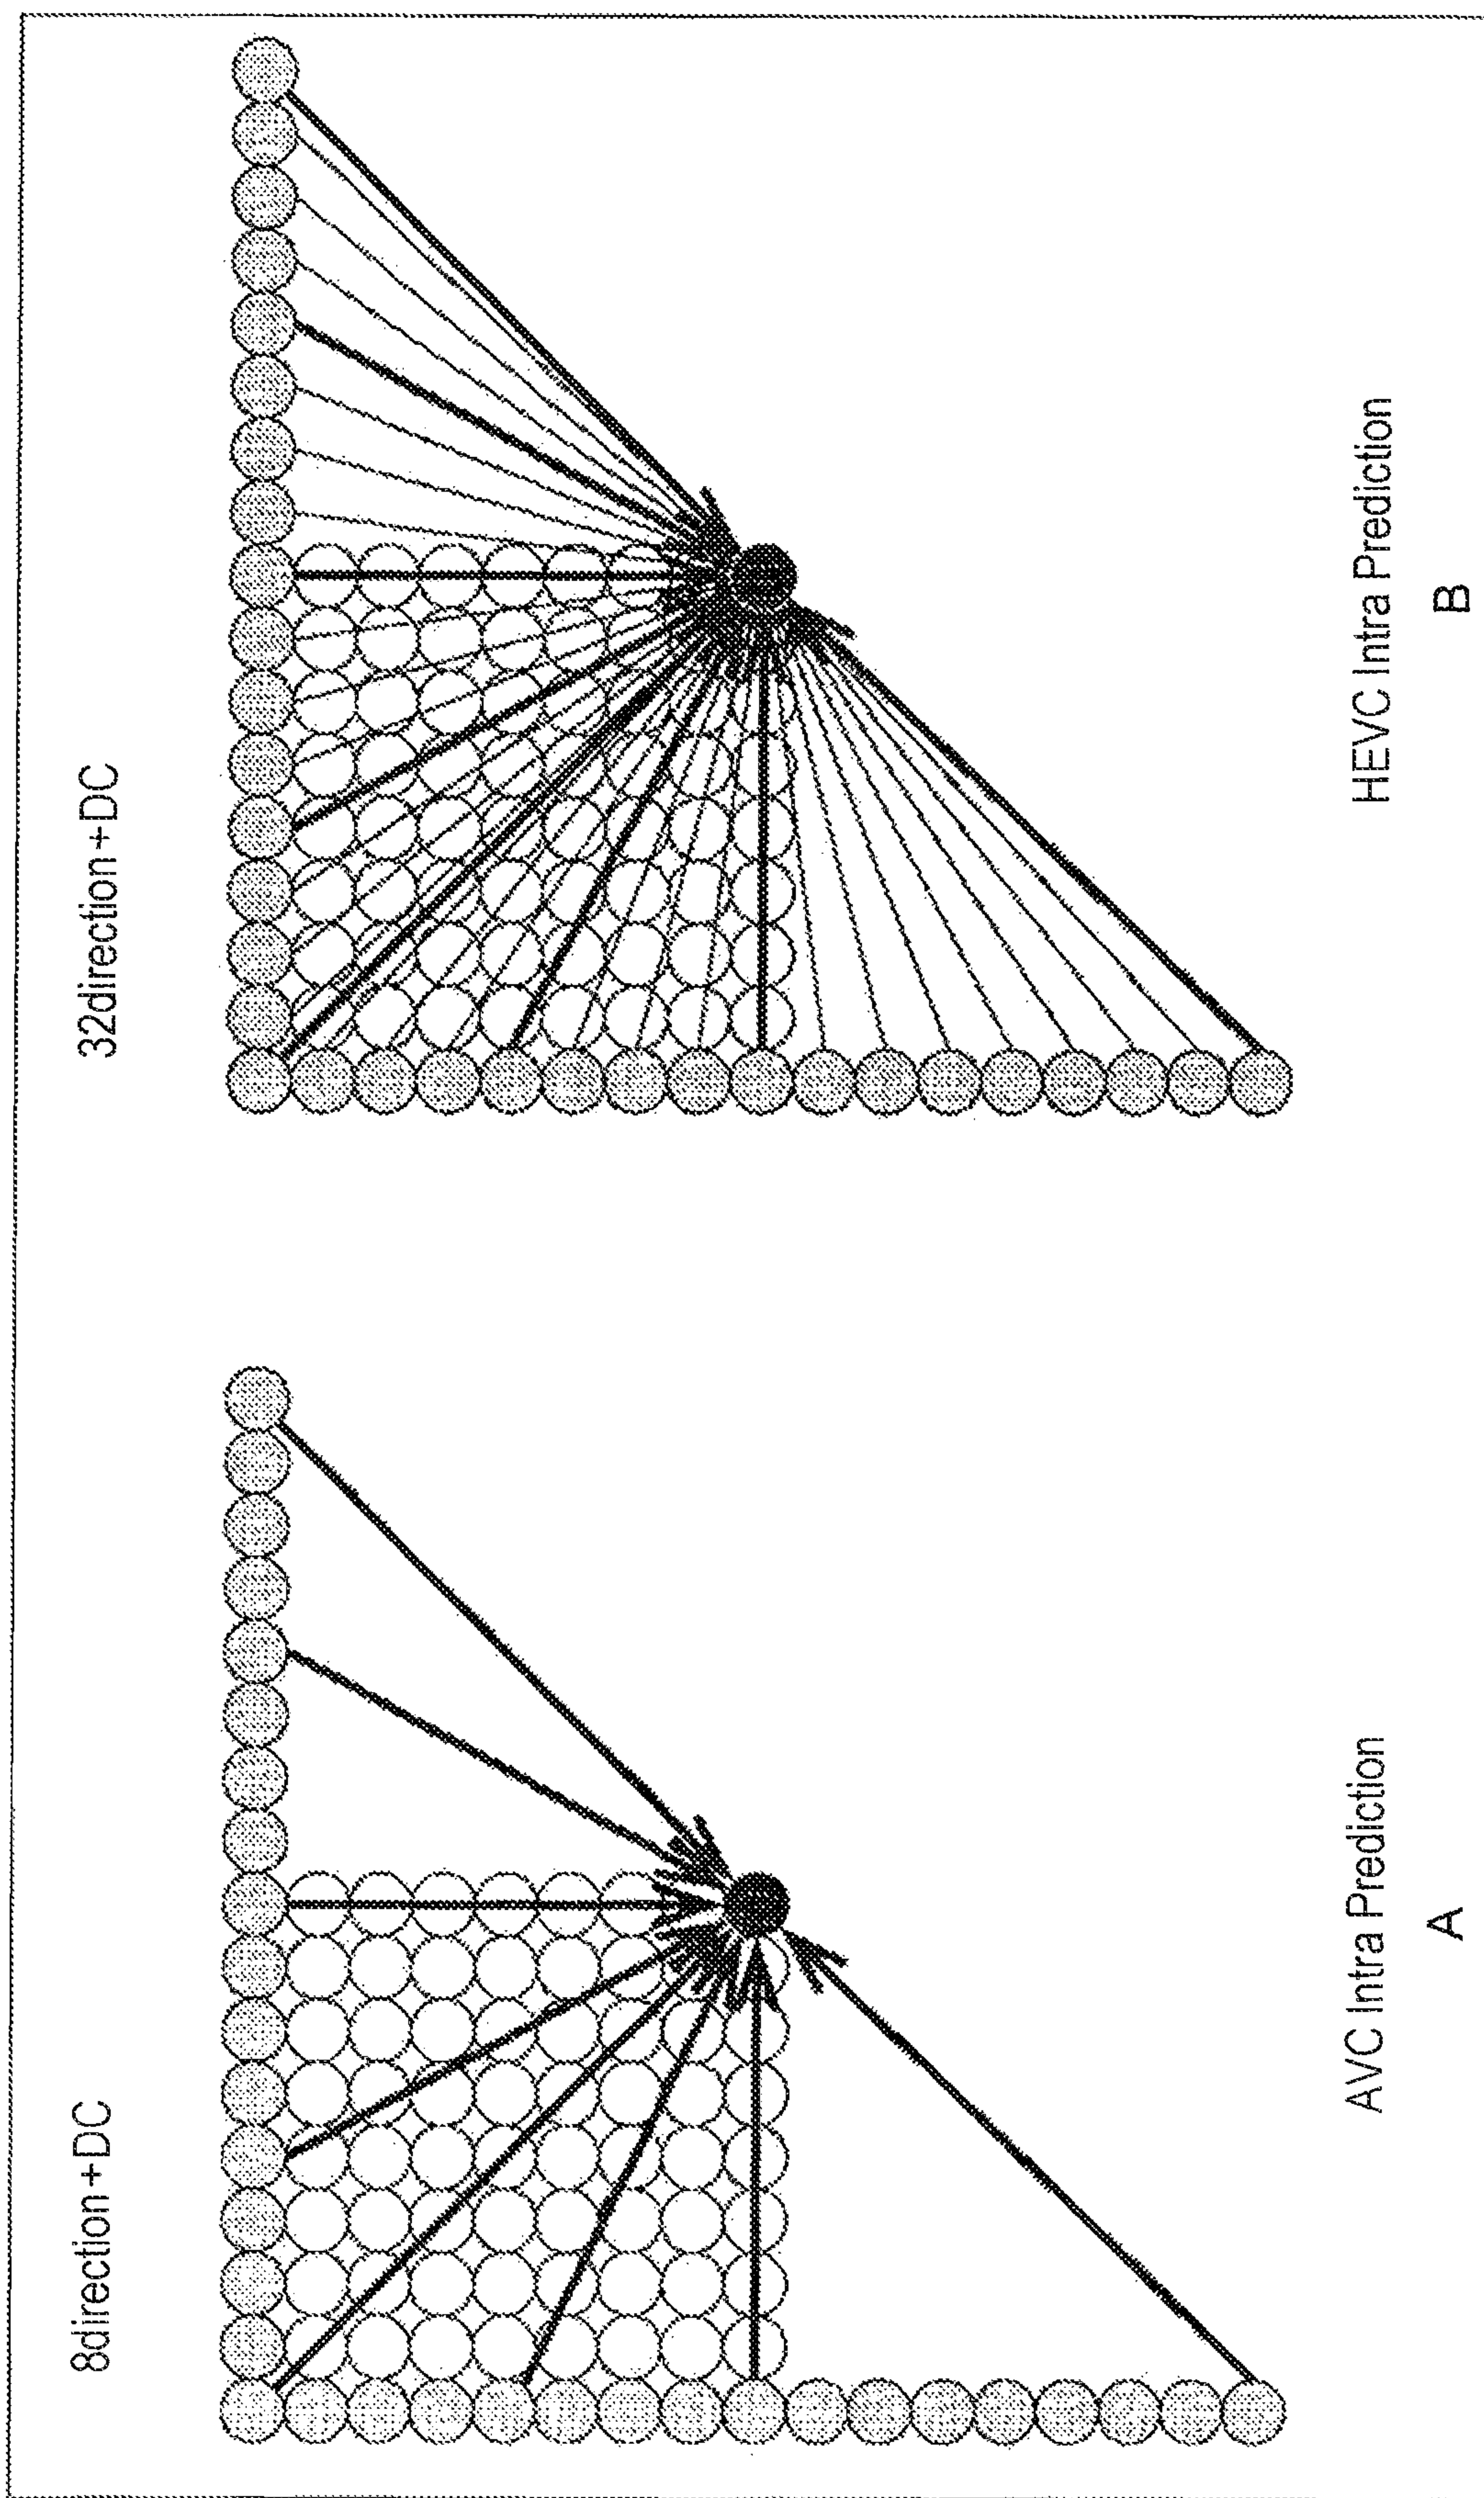 8direction+DC
32direction+DC
AVC Intra Prediction
HEVC Intra Prediction
A
B